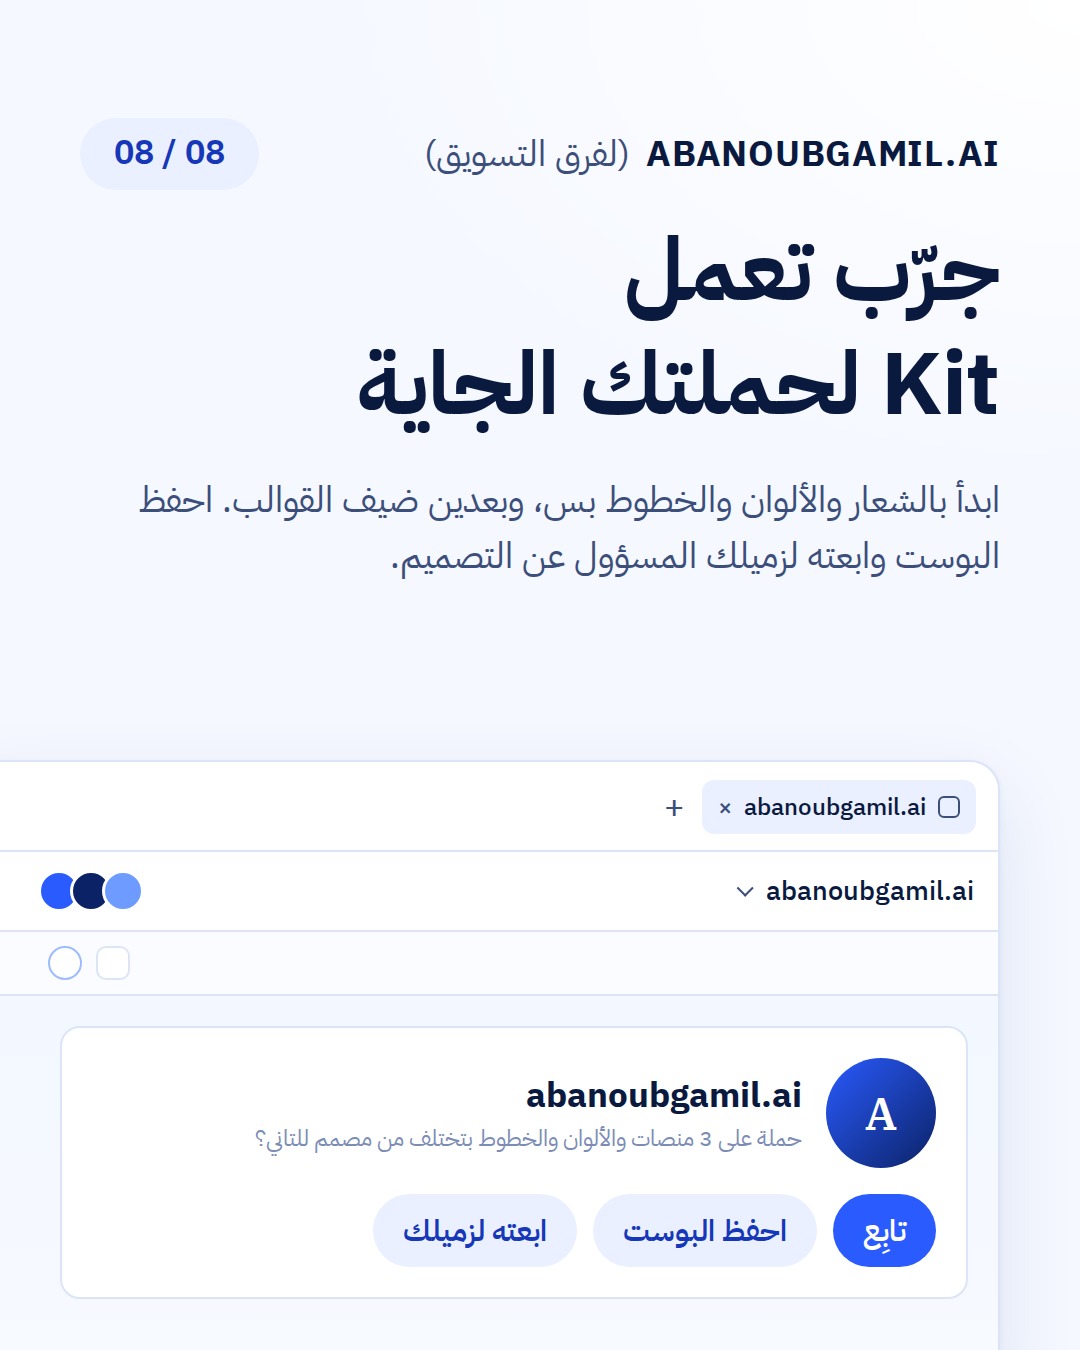 ABANOUBGAMIL.AI (لفرق التسويق)
08 / 08
جرّب تعمل
Kit لحملتك الجاية
ابدأ بالشعار والألوان والخطوط بس، وبعدين ضيف القوالب. احفظ
البوست وابعته لزميلك المسؤول عن التصميم.
abanoubgamil.ai × +
abanoubgamil.ai
A
abanoubgamil.ai
حملة على 3 منصات والألوان والخطوط بتختلف من مصمم للتاني؟
تابِع
احفظ البوست
ابعته لزميلك